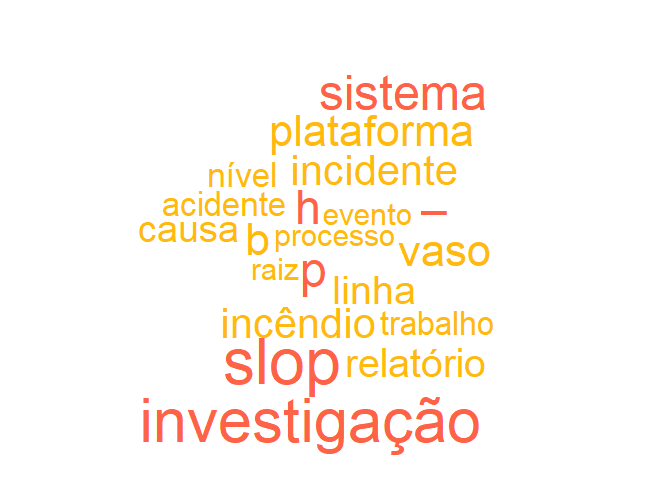 sistema
plataforma
nível incidente
acidente h evento –
causa b processo vaso
raiz p linha
incêndio trabalho
slop relatório
investigação